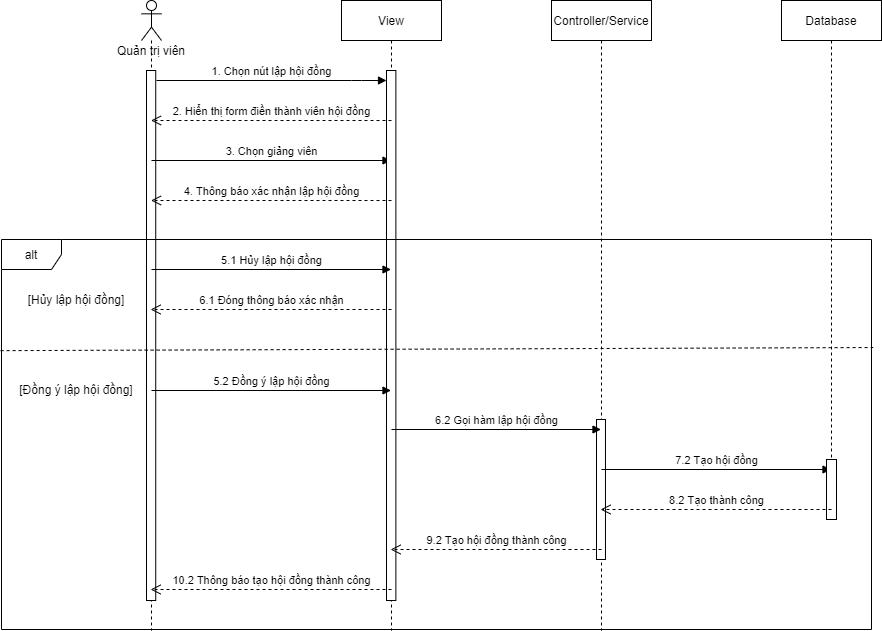 View
Controller/Service
Database
Quản trị viên
1. Chọn nút lập hội đồng
2. Hiển thị form điền thành viên hội đồng
3. Chọn giảng viên
4. Thông báo xác nhận lập hội đồng
alt
5.1 Hủy lập hội đồng
[Hủy lập hội đồng]
6.1 Đóng thông báo xác nhận
5.2 Đồng ý lập hội đồng
[Đồng ý lập hội đồng]
6.2 Gọi hàm lập hội đồng
7.2 Tạo hội đồng
8.2 Tạo thành công
9.2 Tạo hội đồng thành công
10.2 Thông báo tạo hội đồng thành công